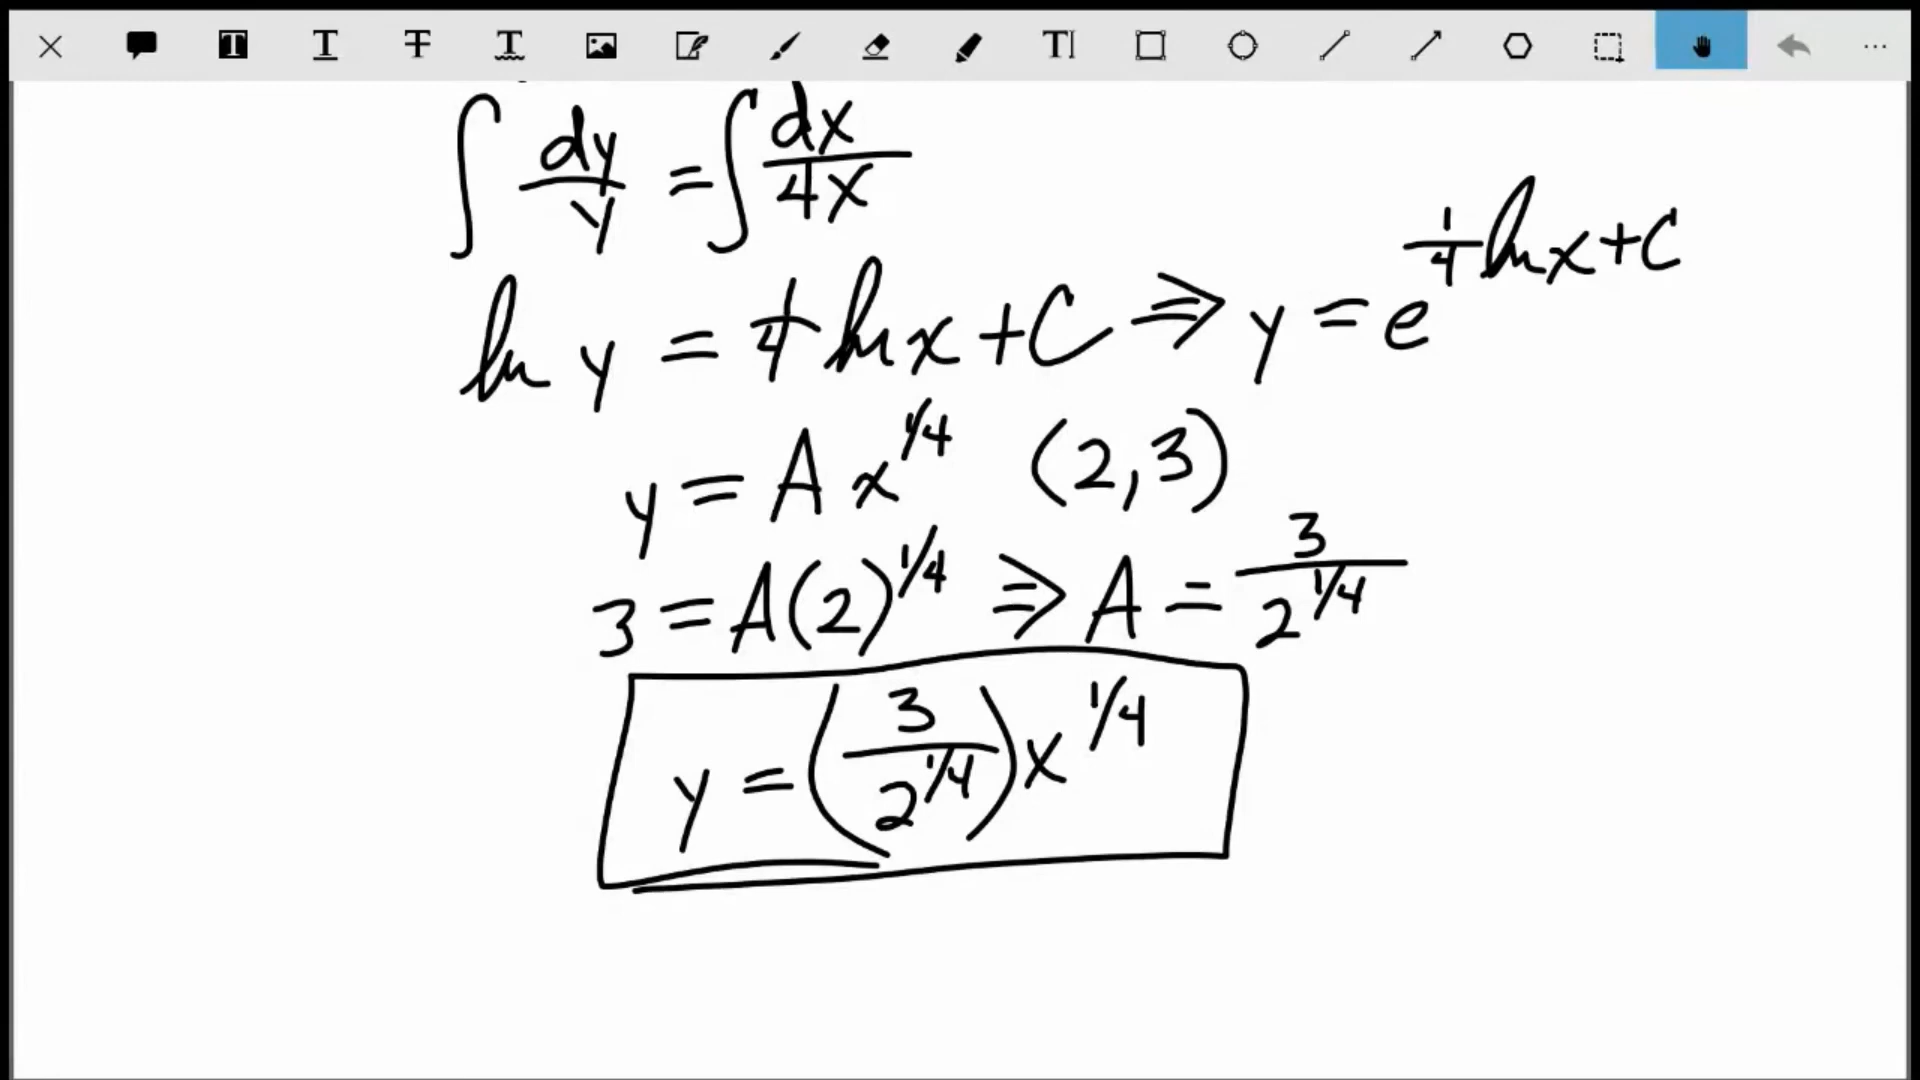 ∫ dy/y = ∫ dx/4x
ln y = 1/4 ln x + C ⇒ y = e^(1/4 ln x + C)
y = A x^(1/4) (2,3)
3 = A(2)^(1/4) ⇒ A = 3/2^(1/4)
y = (3/2^(1/4)) x^(1/4)